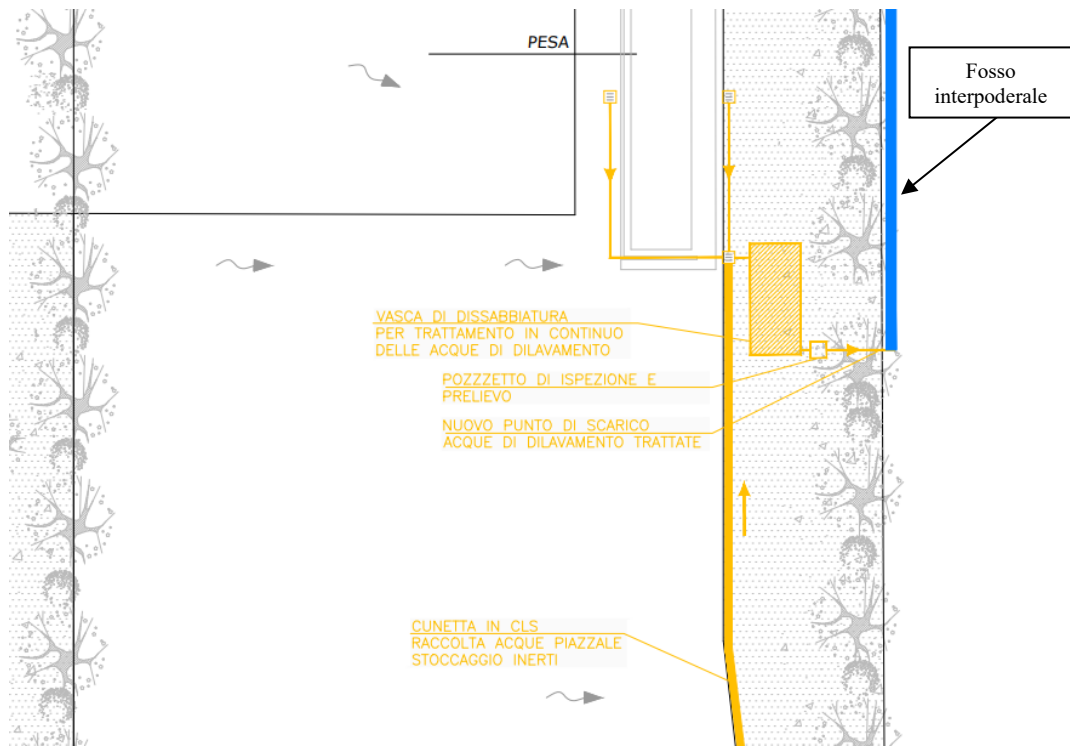 PESA
Fosso
interpoderale
VASCA DI DISSABBIATURA
PER TRATTAMENTO IN CONTINUO
DELLE ACQUE DI DILAVAMENTO
POZZZETTO DI ISPEZIONE E
PRELIEVO
NUOVO PUNTO DI SCARICO
ACQUE DI DILAVAMENTO TRATTATE
CUNETTA IN CLS
RACCOLTA ACQUE PIAZZALE
STOCCAGGIO INERTI